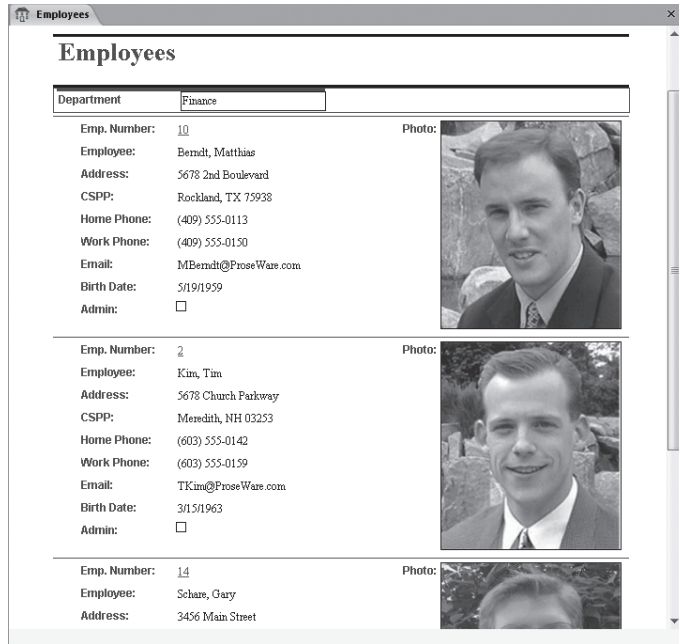 Employees
Employees
Department Finance
Emp. Number: 10 Photo:
Employee: Berndt, Matthias
Address: 5678 2nd Boulevard
CSPP: Rockland, TX 75938
Home Phone: (409) 555-0113
Work Phone: (409) 555-0150
Email: MBerndt@ProseWare.com
Birth Date: 5/19/1959
Admin:
Emp. Number: 2 Photo:
Employee: Kim, Tim
Address: 5678 Church Parkway
CSPP: Meredith, NH 03253
Home Phone: (603) 555-0142
Work Phone: (603) 555-0159
Email: TKim@ProseWare.com
Birth Date: 3/15/1963
Admin:
Emp. Number: 14 Photo:
Employee: Schare, Gary
Address: 3456 Main Street